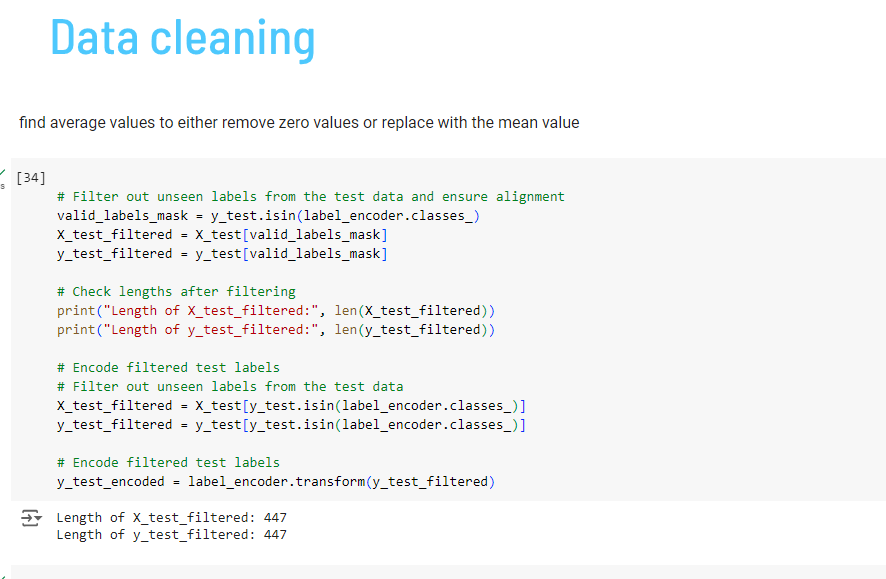 Data cleaning
find average values to either remove zero values or replace with the mean value
[34]
s
# Filter out unseen labels from the test data and ensure alignment
valid_labels_mask = y_test.isin(label_encoder.classes_)
X_test_filtered = X_test[valid_labels_mask]
y_test_filtered = y_test[valid_labels_mask]
# Check lengths after filtering
print("Length of X_test_filtered:", len(X_test_filtered))
print("Length of y_test_filtered:", len(y_test_filtered))
# Encode filtered test labels
# Filter out unseen labels from the test data
X_test_filtered = X_test[y_test.isin(label_encoder.classes_)]
y_test_filtered = y_test[y_test.isin(label_encoder.classes_)]
# Encode filtered test labels
y_test_encoded = label_encoder.transform(y_test_filtered)
Length of X_test_filtered: 447
Length of y_test_filtered: 447